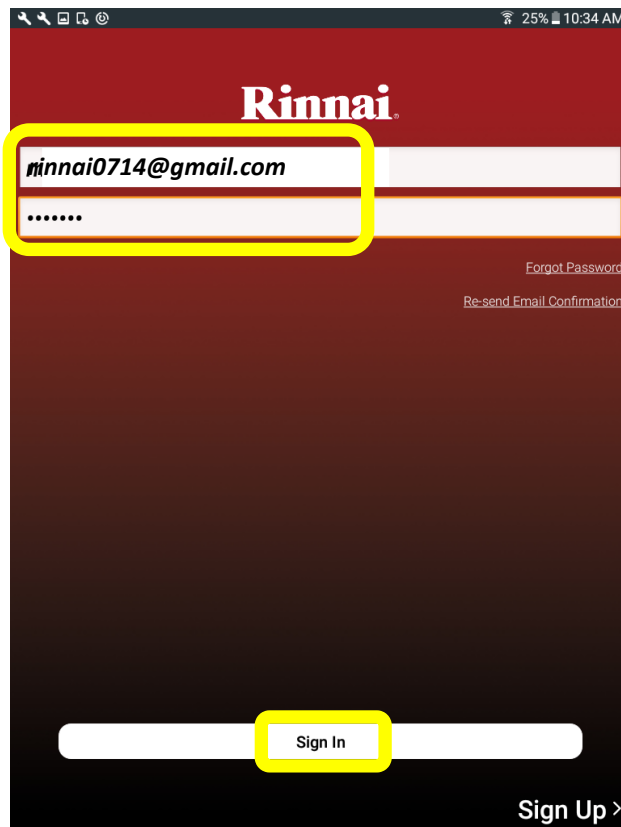 25% 10:34 AM
Rinnai
rinnai0714@gmail.com
•••••••
Forgot Password
Re-send Email Confirmation
Sign In
Sign Up >